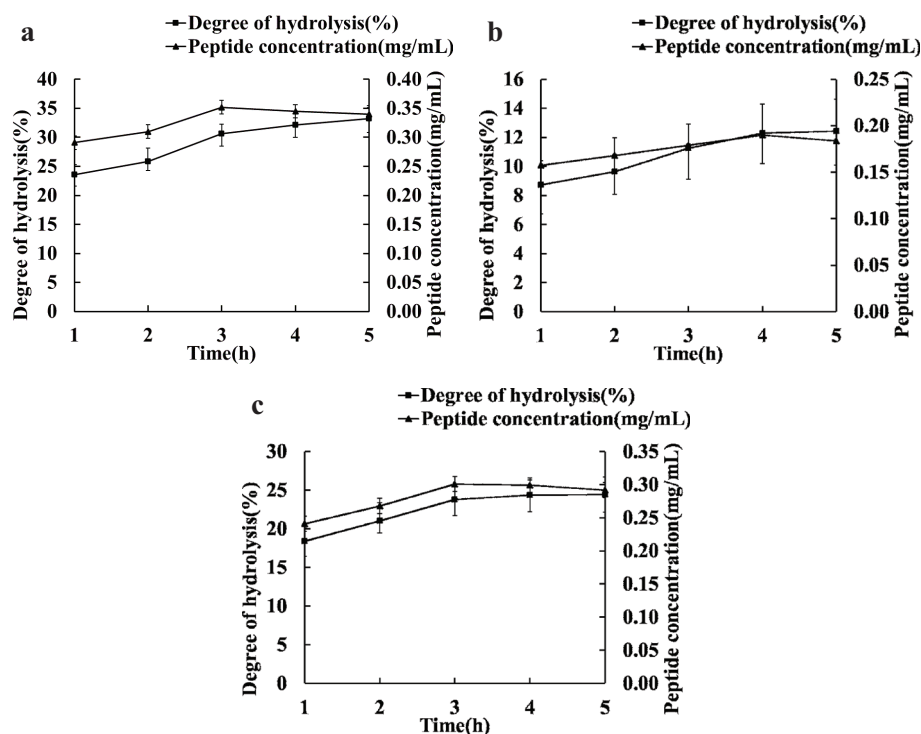 a
Degree of hydrolysis(%)
Peptide concentration(mg/mL)
Degree of hydrolysis(%)
40
35
30
25
20
15
10
5
0
0.40
0.35
0.30
0.25
0.20
0.15
0.10
0.05
0.00
Peptide concentration(mg/mL)
1 2 3 4 5
Time(h)
b
Degree of hydrolysis(%)
Peptide concentration(mg/mL)
Degree of hydrolysis(%)
16
14
12
10
8
6
4
2
0
0.25
0.20
0.15
0.10
0.05
0.00
Peptide concentration(mg/mL)
1 2 3 4 5
Time(h)
c
Degree of hydrolysis(%)
Peptide concentration(mg/mL)
Degree of hydrolysis(%)
30
25
20
15
10
5
0
0.35
0.30
0.25
0.20
0.15
0.10
0.05
0.00
Peptide concentration(mg/mL)
1 2 3 4 5
Time(h)